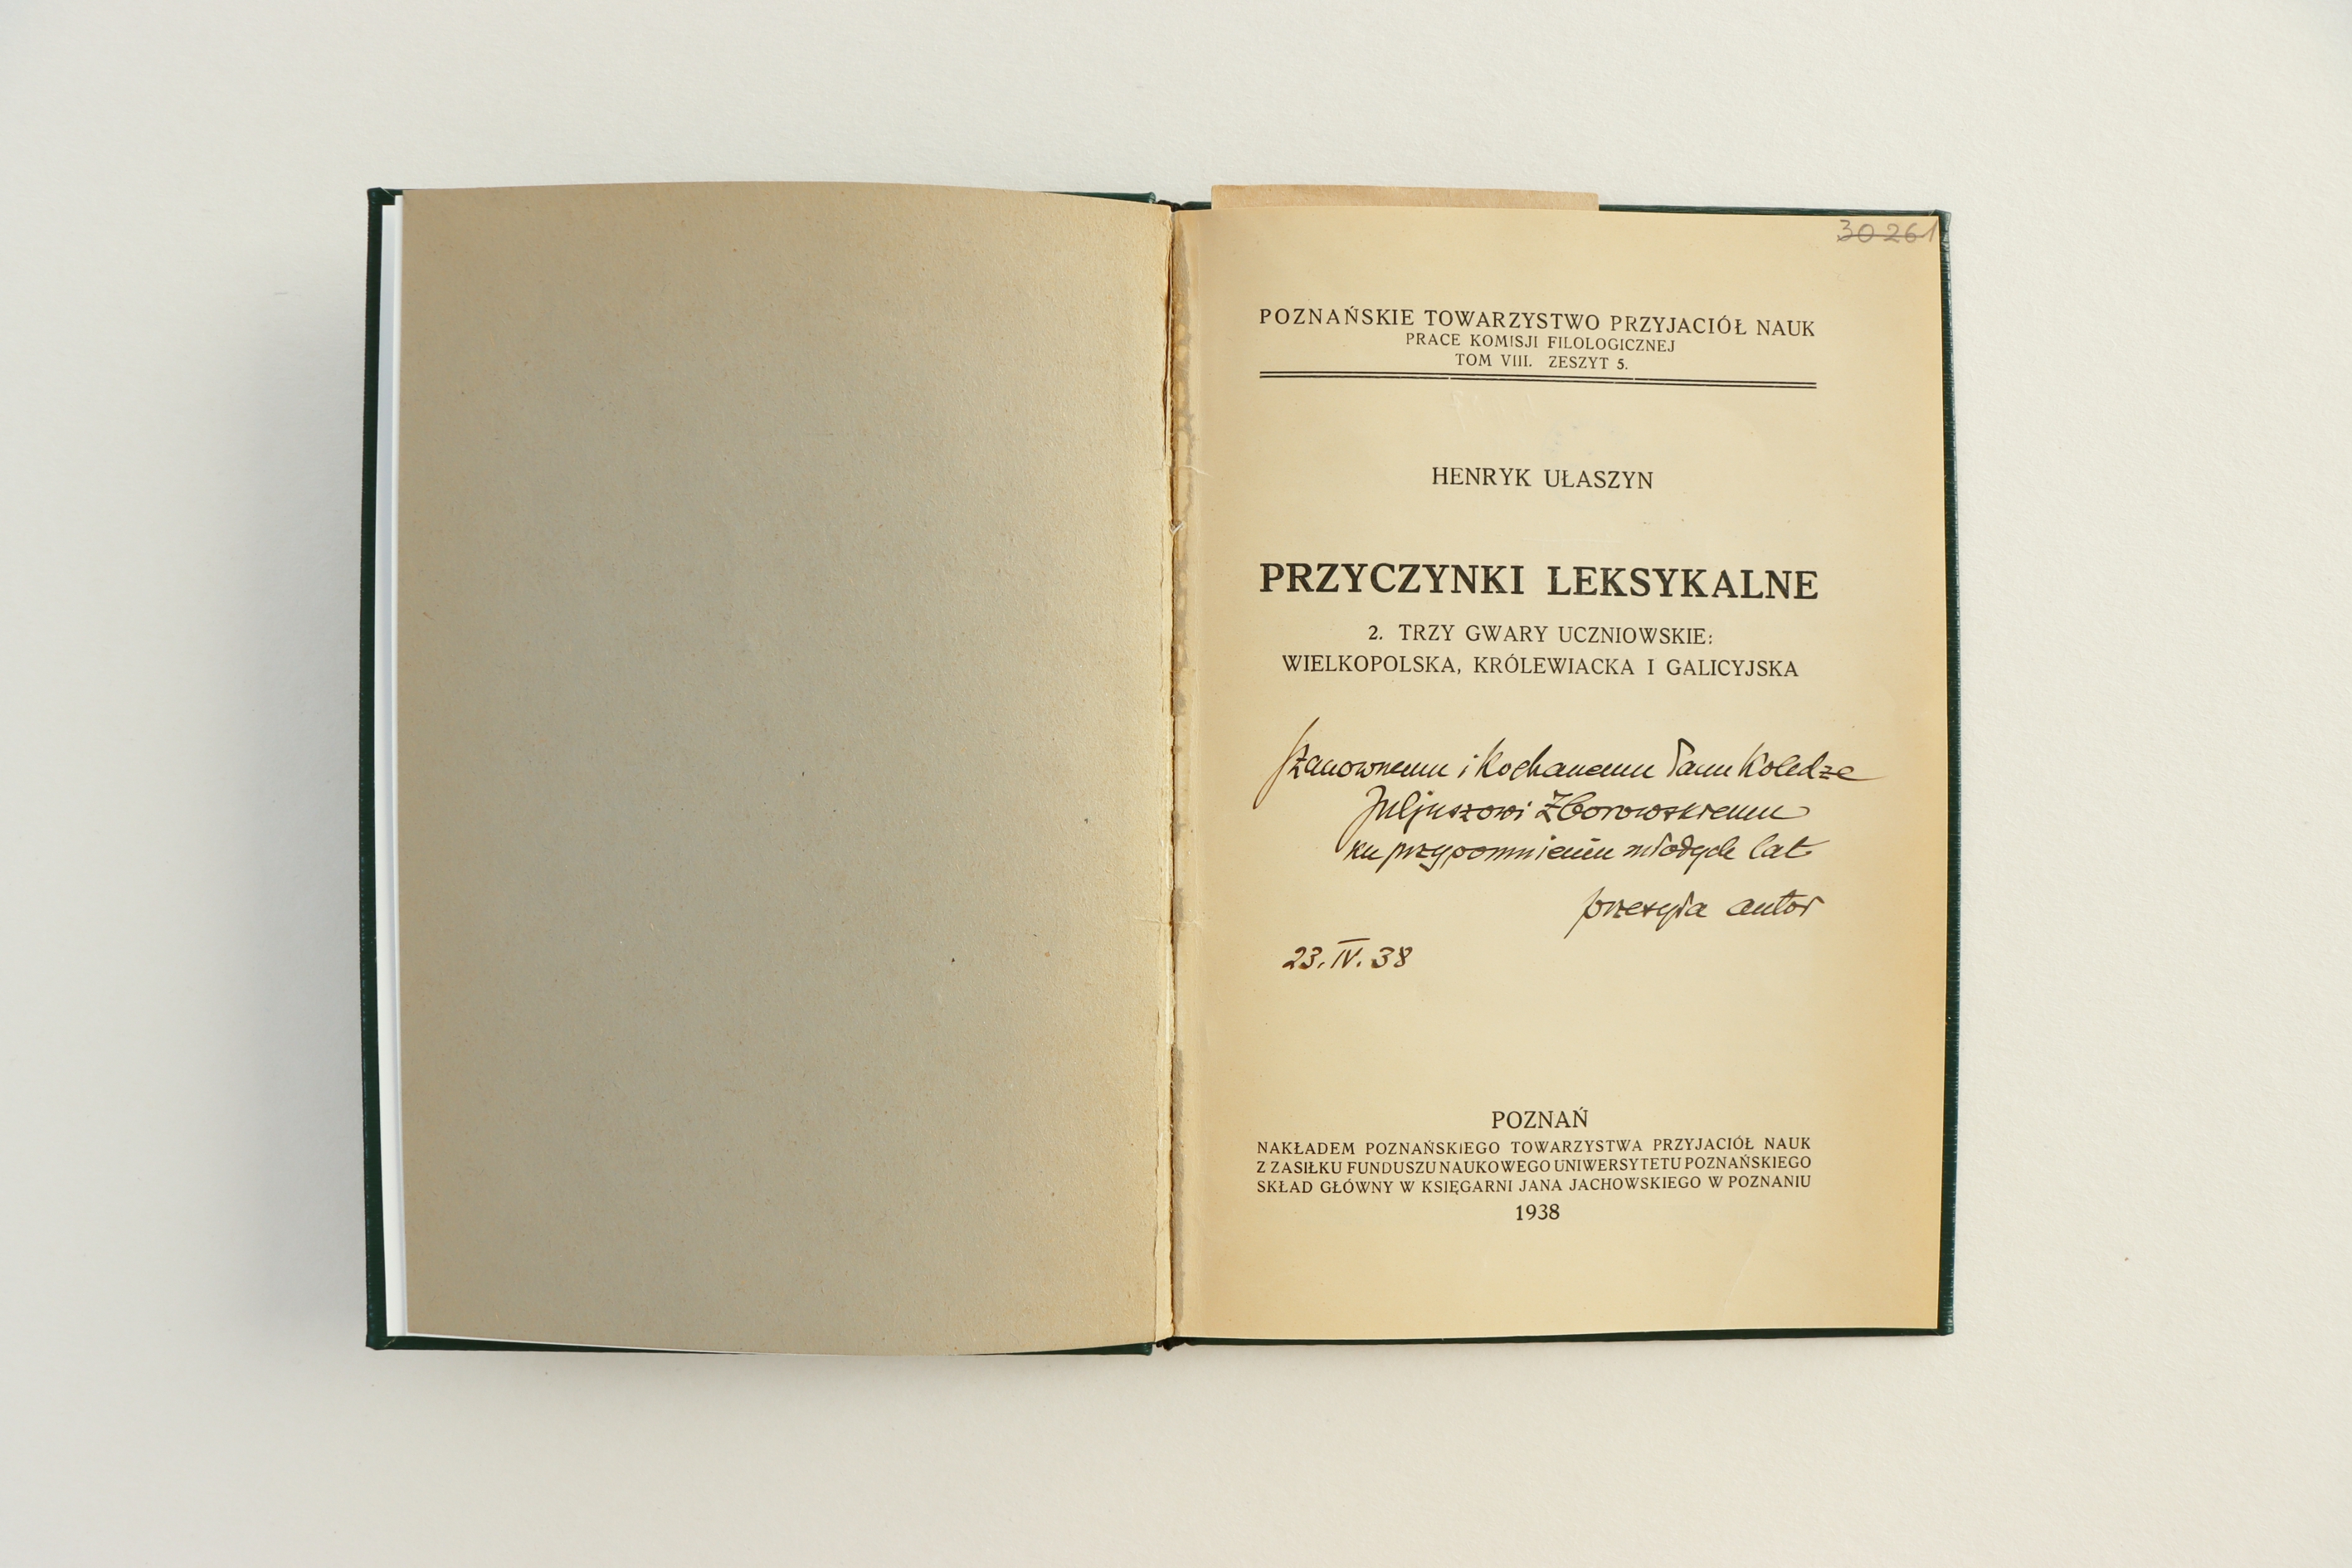 30261
POZNAŃSKIE TOWARZYSTWO PRZYJACIÓŁ NAUK
PRACE KOMISJI FILOLOGICZNEJ
TOM VIII. ZESZYT 5.
HENRYK UŁASZYN
PRZYCZYNKI LEKSYKALNE
2. TRZY GWARY UCZNIOWSKIE:
WIELKOPOLSKA, KRÓLEWIACKA I GALICYJSKA
Szanownemu i Kochanemu Panu Koledze
Juljuszowi Zborowskiemu
ku przypomnieniu młodych lat
przesyła autor
23. IV. 38
POZNAŃ
NAKŁADEM POZNAŃSKIEGO TOWARZYSTWA PRZYJACIÓŁ NAUK
Z ZASIŁKU FUNDUSZU NAUKOWEGO UNIWERSYTETU POZNAŃSKIEGO
SKŁAD GŁÓWNY W KSIĘGARNI JANA JACHOWSKIEGO W POZNANIU
1938